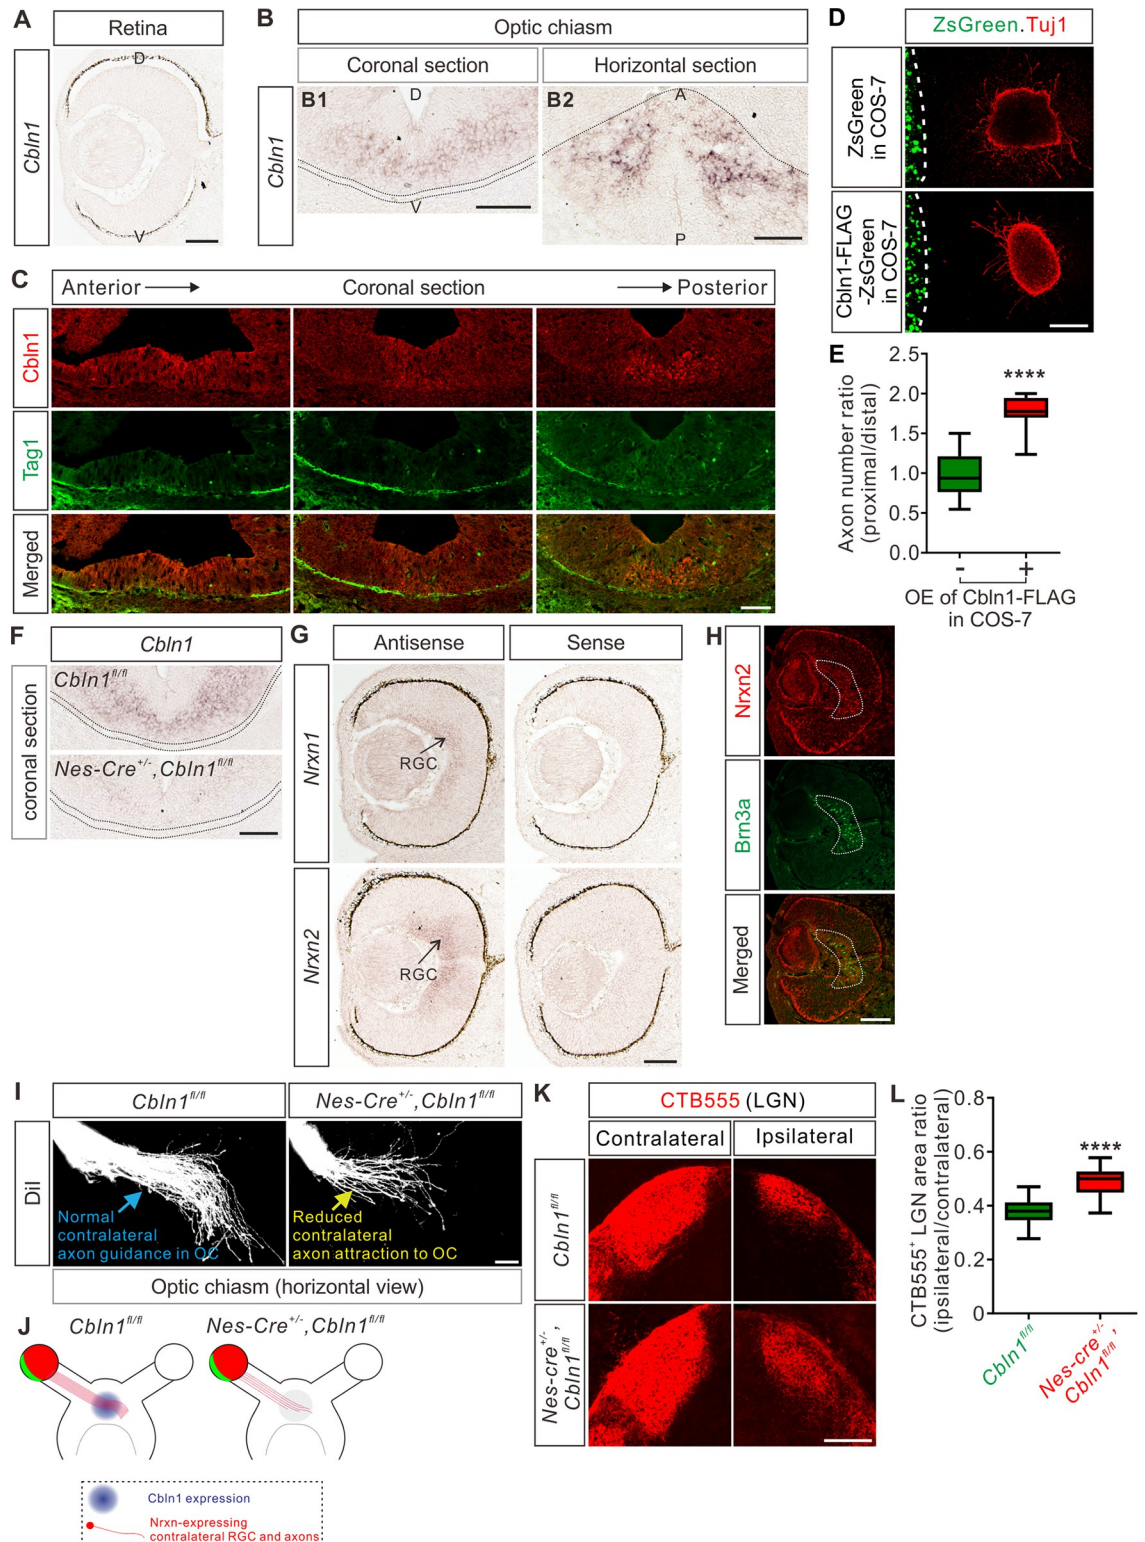 A
Retina
Cbln1
D
V
B
Optic chiasm
Coronal section
Horizontal section
Cbln1
B1
D
V
B2
A
P
C
Anterior
Coronal section
Posterior
Cbln1
Tag1
Merged
D
ZsGreen.Tuj1
ZsGreen
in COS-7
Cbln1-FLAG
-ZsGreen
in COS-7
E
Axon number ratio
(proximal/distal)
2.5
2.0
1.5
1.0
0.5
0.0
****
- +
OE of Cbln1-FLAG
in COS-7
F
Cbln1
coronal section
Cbln1fl/fl
Nes-Cre+/-,Cbln1fl/fl
G
Antisense
Sense
Nrxn1
RGC
Nrxn2
RGC
H
Nrxn2
Brn3a
Merged
I
Cbln1fl/fl
Nes-Cre+/-,Cbln1fl/fl
DiI
Normal
contralateral
axon guidance in OC
Reduced
contralateral
axon attraction to OC
Optic chiasm (horizontal view)
J
Cbln1fl/fl
Nes-Cre+/-,Cbln1fl/fl
Cbln1 expression
Nrxn-expressing
contralateral RGC and axons
K
CTB555 (LGN)
Contralateral
Ipsilateral
Cbln1fl/fl
Nes-cre+/-,
Cbln1fl/fl
L
CTB555+ LGN area ratio
(ipsilateral/contralateral)
0.8
0.6
0.4
0.2
0
****
Cbln1fl/fl
Nes-cre+/-,
Cbln1fl/fl